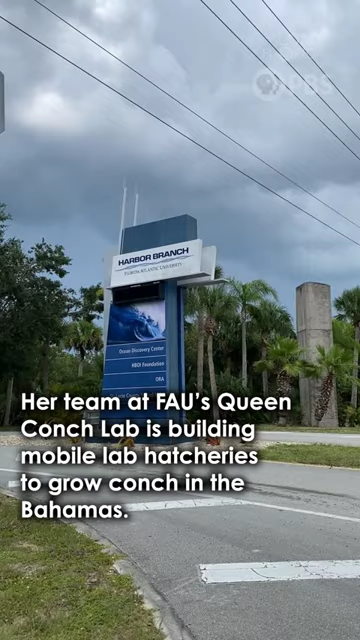 PBS
HARBOR BRANCH
FLORIDA ATLANTIC UNIVERSITY
Ocean Discovery Center
HBOI Foundation
ORA
Her team at FAU's Queen
Conch Lab is building
mobile lab hatcheries
to grow conch in the
Bahamas.